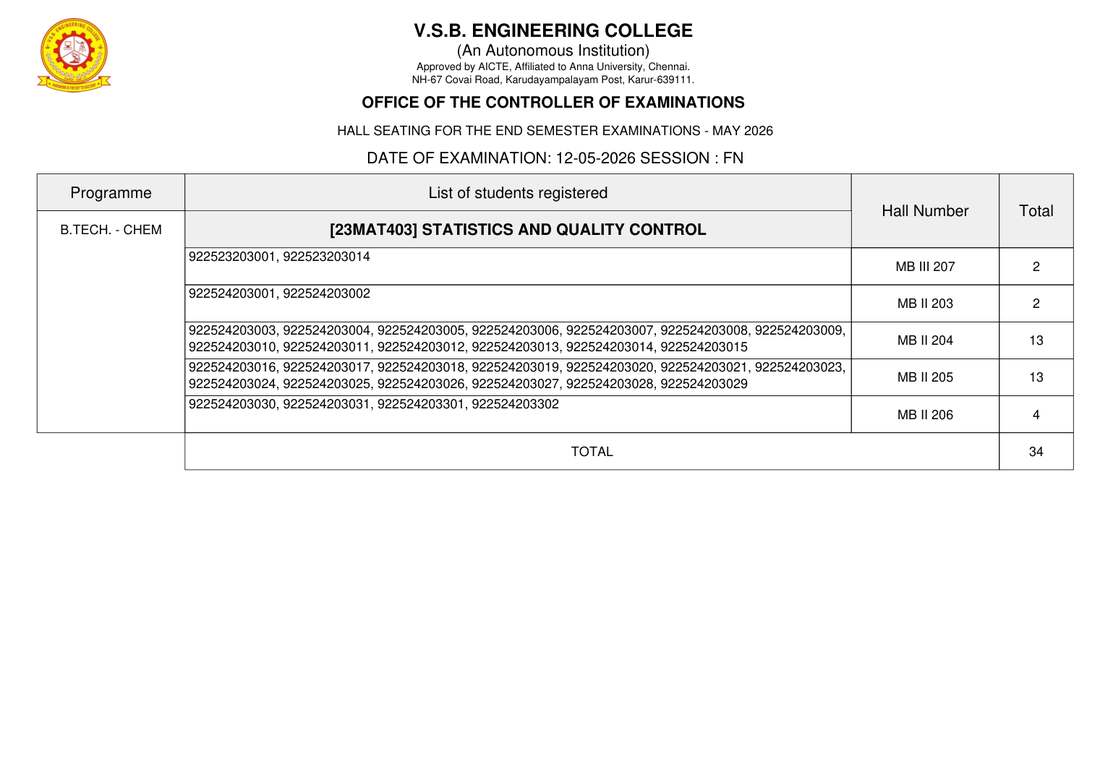 V.S.B. ENGINEERING COLLEGE
(An Autonomous Institution)
Approved by AICTE, Affiliated to Anna University, Chennai.
NH-67 Covai Road, Karudayampalayam Post, Karur-639111.
OFFICE OF THE CONTROLLER OF EXAMINATIONS
HALL SEATING FOR THE END SEMESTER EXAMINATIONS - MAY 2026
DATE OF EXAMINATION: 12-05-2026 SESSION : FN
Programme List of students registered Hall Number Total
B.TECH. - CHEM [23MAT403] STATISTICS AND QUALITY CONTROL
922523203001, 922523203014 MB III 207 2
922524203001, 922524203002 MB II 203 2
922524203003, 922524203004, 922524203005, 922524203006, 922524203007, 922524203008, 922524203009,
922524203010, 922524203011, 922524203012, 922524203013, 922524203014, 922524203015 MB II 204 13
922524203016, 922524203017, 922524203018, 922524203019, 922524203020, 922524203021, 922524203023,
922524203024, 922524203025, 922524203026, 922524203027, 922524203028, 922524203029 MB II 205 13
922524203030, 922524203031, 922524203301, 922524203302 MB II 206 4
TOTAL 34